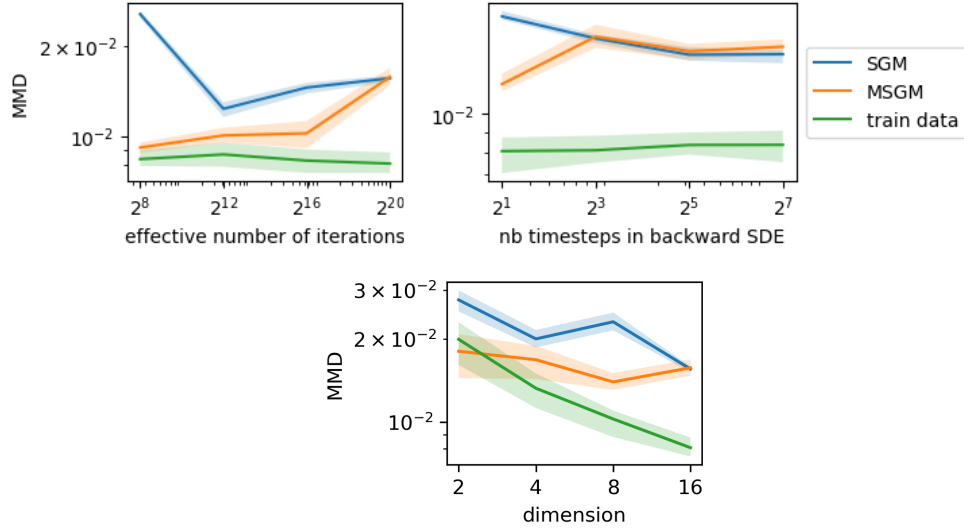 MMD
2 × 10⁻²
10⁻²
2⁸ 2¹² 2¹⁶ 2²⁰
effective number of iterations
10⁻²
2¹ 2³ 2⁵ 2⁷
nb timesteps in backward SDE
SGM
MSGM
train data
MMD
3 × 10⁻²
2 × 10⁻²
10⁻²
2 4 8 16
dimension